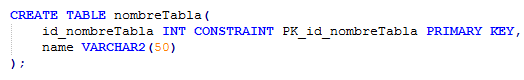 CREATE TABLE nombreTabla(
    id_nombreTabla INT CONSTRAINT PK_id_nombreTabla PRIMARY KEY,
    name VARCHAR2(50)
);